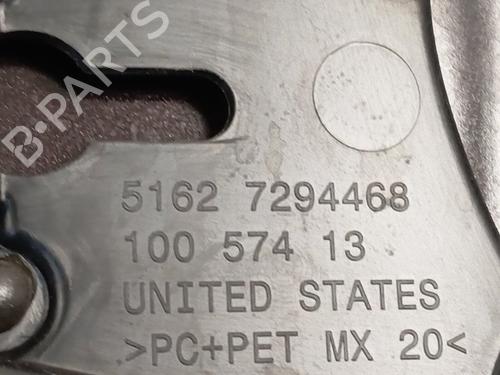 B-PARTS
5162 7294468
100 574 13
UNITED STATES
>PC+PET MX 20<